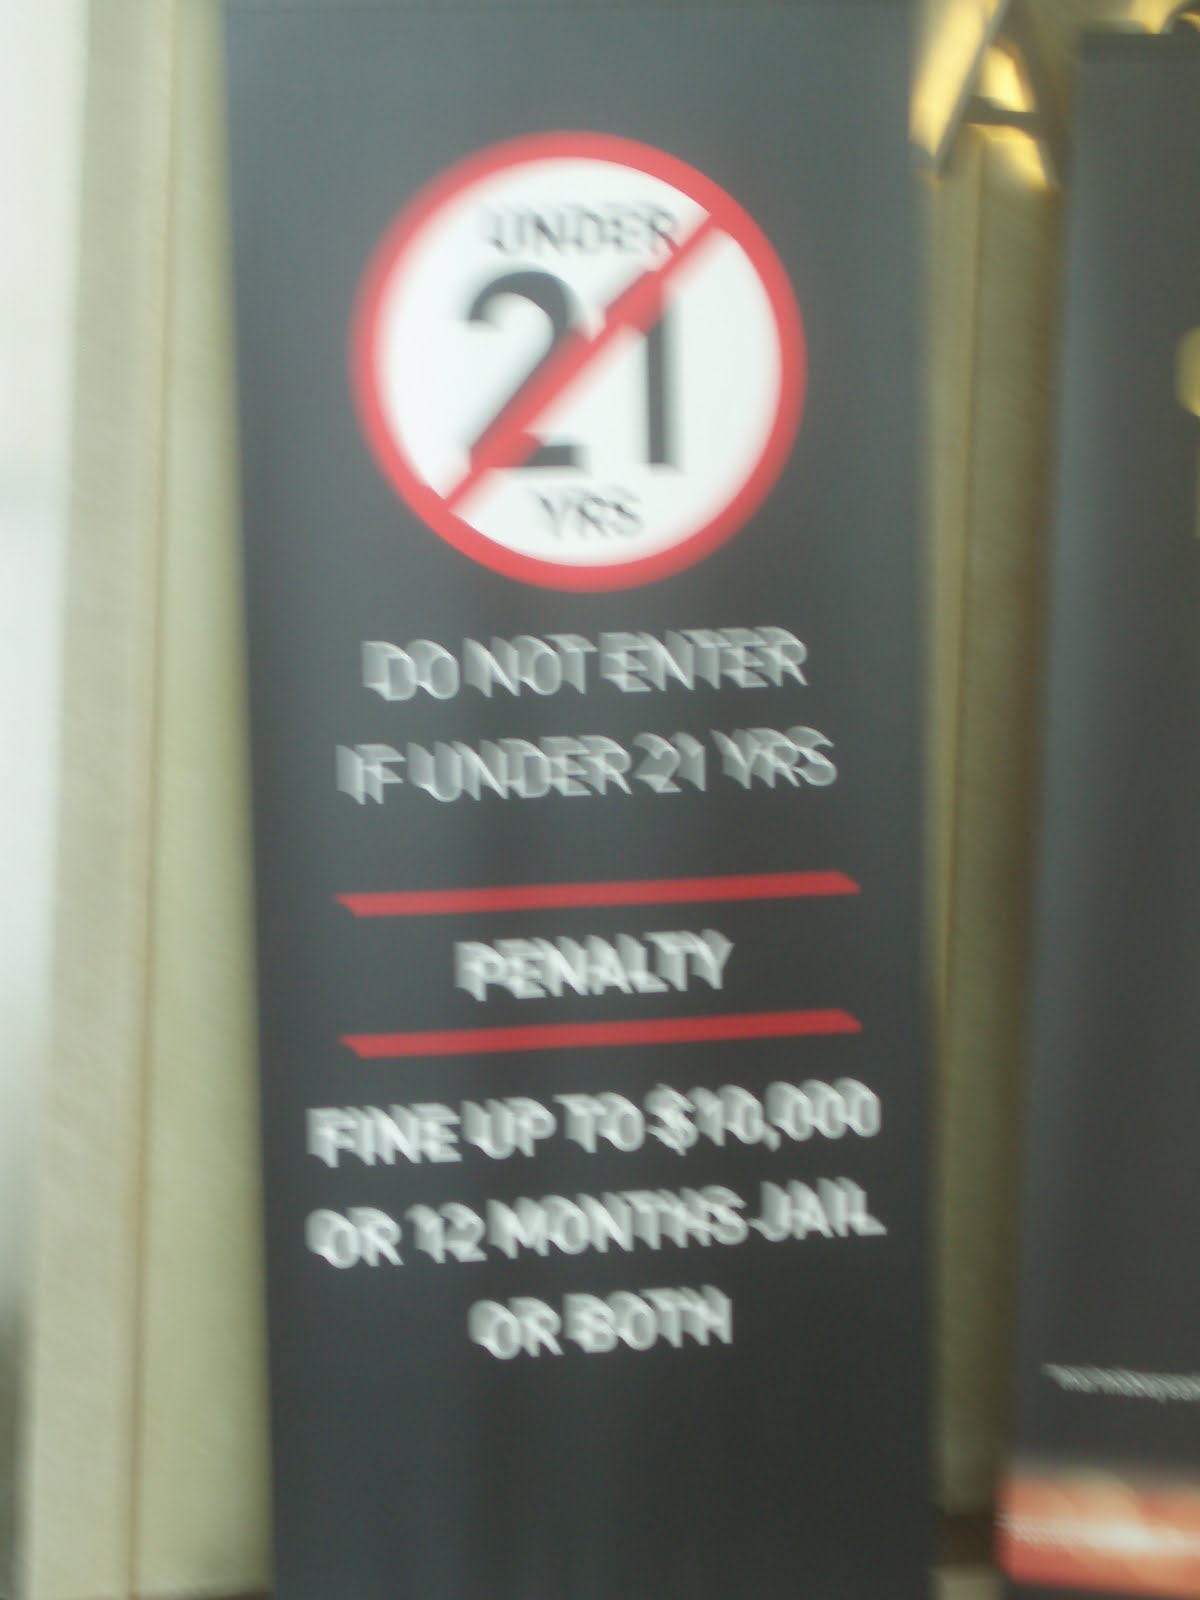 UNDER
21
YRS
DO NOT ENTER
IF UNDER 21 YRS
PENALTY
FINE UP TO $10,000
OR 12 MONTHS JAIL
OR BOTH